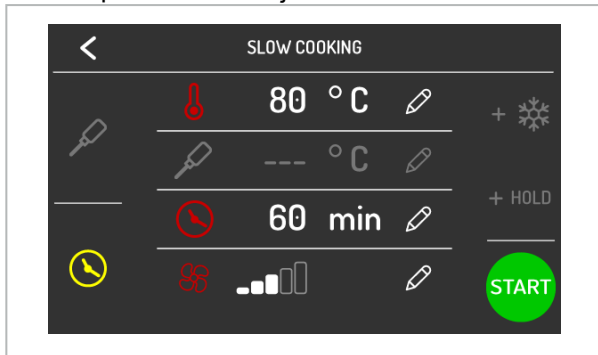 SLOW COOKING
80 °C
+
--- °C
+ HOLD
60 min
START